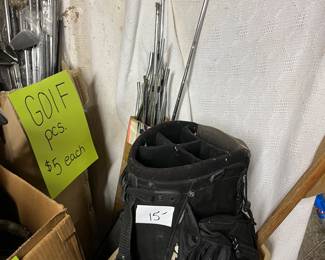 GOLF
pcs.
$5 each
15-